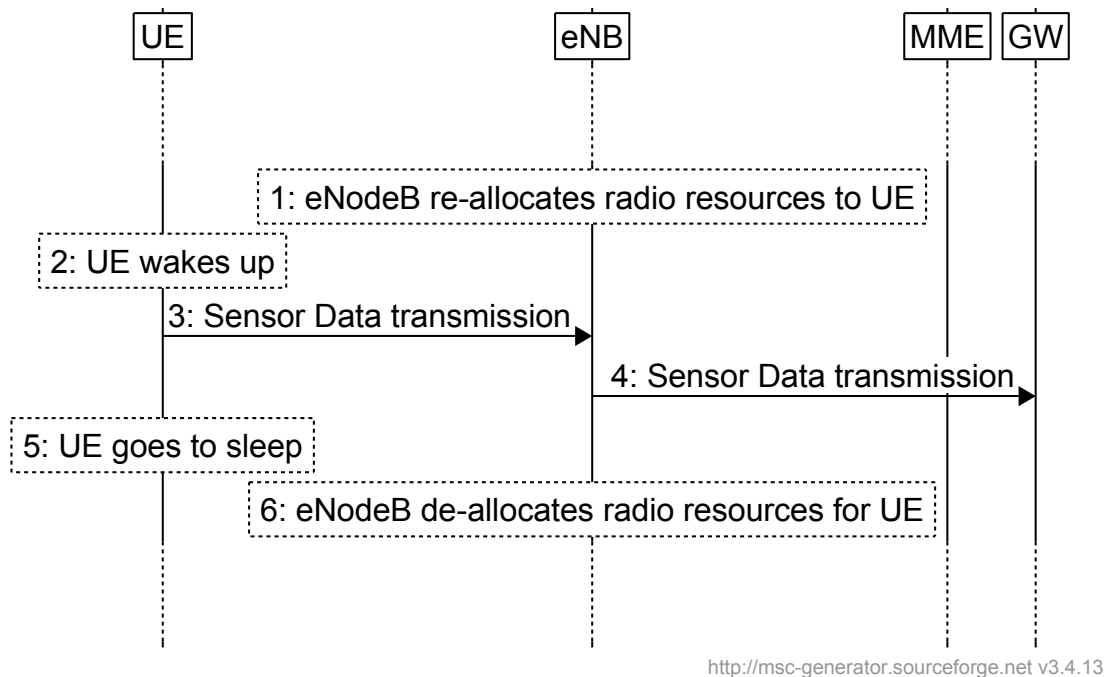 UE
eNB
MME
GW
1: eNodeB re-allocates radio resources to UE
2: UE wakes up
3: Sensor Data transmission
4: Sensor Data transmission
5: UE goes to sleep
6: eNodeB de-allocates radio resources for UE
http://msc-generator.sourceforge.net v3.4.13